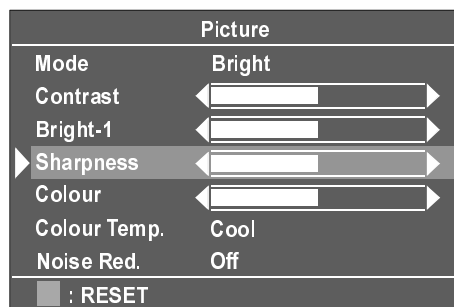 Picture
Mode Bright
Contrast
Bright-1
Sharpness
Colour
Colour Temp. Cool
Noise Red. Off
: RESET